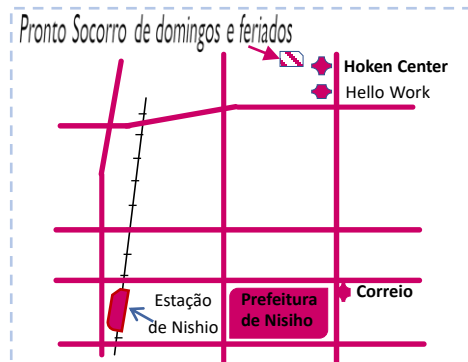 Pronto Socorro de domingos e feriados
Hoken Center
Hello Work
Correio
Estação
de Nishio
Prefeitura
de Nisiho